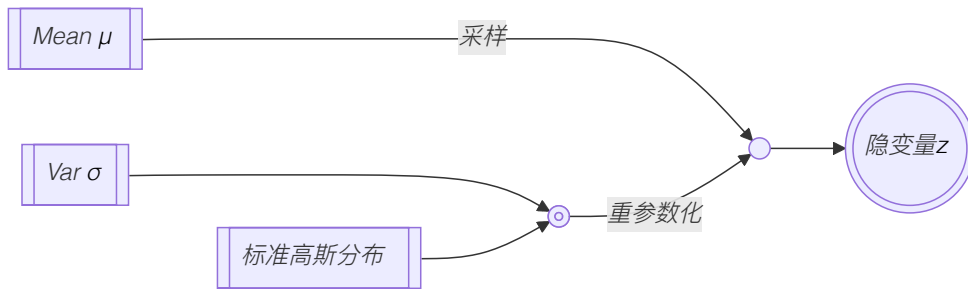 Mean μ
采样
Var σ
重参数化
标准高斯分布
隐变量z